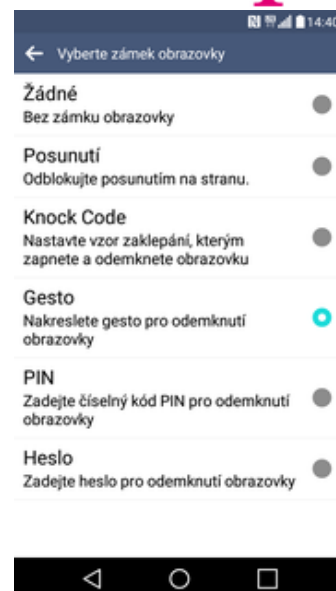 14:40
Vyberte zámek obrazovky
Žádné
Bez zámku obrazovky
Posunutí
Odblokujte posunutím na stranu.
Knock Code
Nastavte vzor zaklepání, kterým
zapnete a odemknete obrazovku
Gesto
Nakreslete gesto pro odemknutí
obrazovky
PIN
Zadejte číselný kód PIN pro odemknutí
obrazovky
Heslo
Zadejte heslo pro odemknutí obrazovky